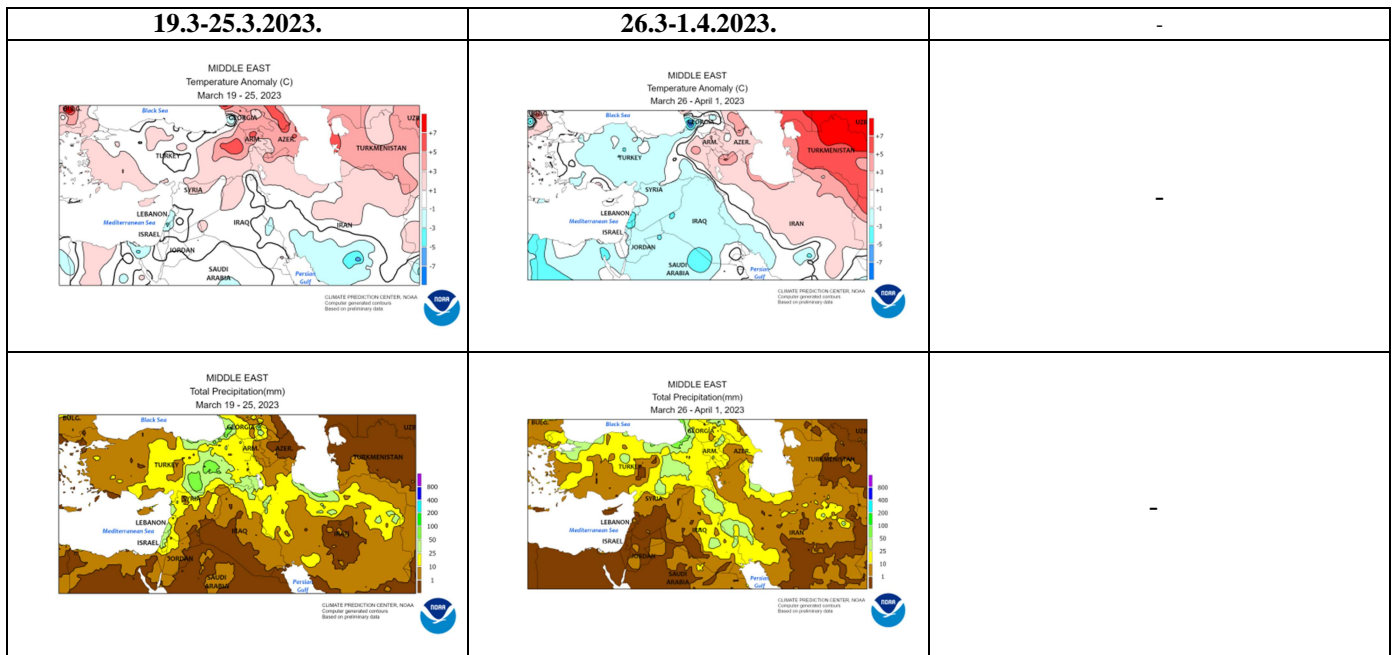 19.3-25.3.2023.
26.3-1.4.2023.
-
MIDDLE EAST
Temperature Anomaly (C)
March 19 - 25, 2023
BULG.
Black Sea
GEORGIA
UZB
ARM.
AZER.
TURKMENISTAN
TURKEY
SYRIA
LEBANON
Mediterranean Sea
ISRAEL
IRAQ
IRAN
JORDAN
SAUDI
ARABIA
Persian
Gulf
+7
+5
+3
+1
-1
-3
-5
-7
CLIMATE PREDICTION CENTER, NOAA
Computer generated contours
Based on preliminary data
NOAA
MIDDLE EAST
Temperature Anomaly (C)
March 26 - April 1, 2023
Black Sea
GEORGIA
UZB
ARM.
AZER.
TURKMENISTAN
TURKEY
SYRIA
LEBANON
Mediterranean Sea
ISRAEL
IRAQ
IRAN
JORDAN
SAUDI
ARABIA
Persian
Gulf
+7
+5
+3
+1
-1
-3
-5
-7
CLIMATE PREDICTION CENTER, NOAA
Computer generated contours
Based on preliminary data
NOAA
-
MIDDLE EAST
Total Precipitation(mm)
March 19 - 25, 2023
BULG.
Black Sea
GEORGIA
UZB
ARM.
AZER.
TURKMENISTAN
TURKEY
SYRIA
LEBANON
Mediterranean Sea
ISRAEL
IRAQ
IRAN
JORDAN
SAUDI
ARABIA
Persian
Gulf
800
400
200
100
50
25
10
1
CLIMATE PREDICTION CENTER, NOAA
Computer generated contours
Based on preliminary data
NOAA
MIDDLE EAST
Total Precipitation(mm)
March 26 - April 1, 2023
BULG.
Black Sea
GEORGIA
UZB
ARM.
AZER.
TURKMENISTAN
TURKEY
SYRIA
LEBANON
Mediterranean Sea
ISRAEL
IRAQ
IRAN
JORDAN
SAUDI
ARABIA
Persian
Gulf
800
400
200
100
50
25
10
1
CLIMATE PREDICTION CENTER, NOAA
Computer generated contours
Based on preliminary data
NOAA
-